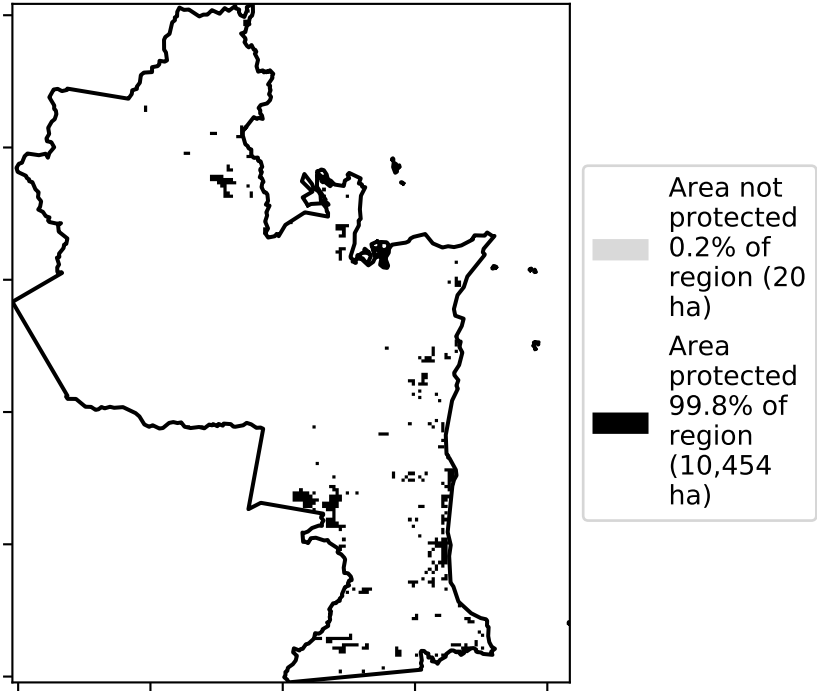 Area not
protected
0.2% of
region (20
ha)
Area
protected
99.8% of
region
(10,454
ha)